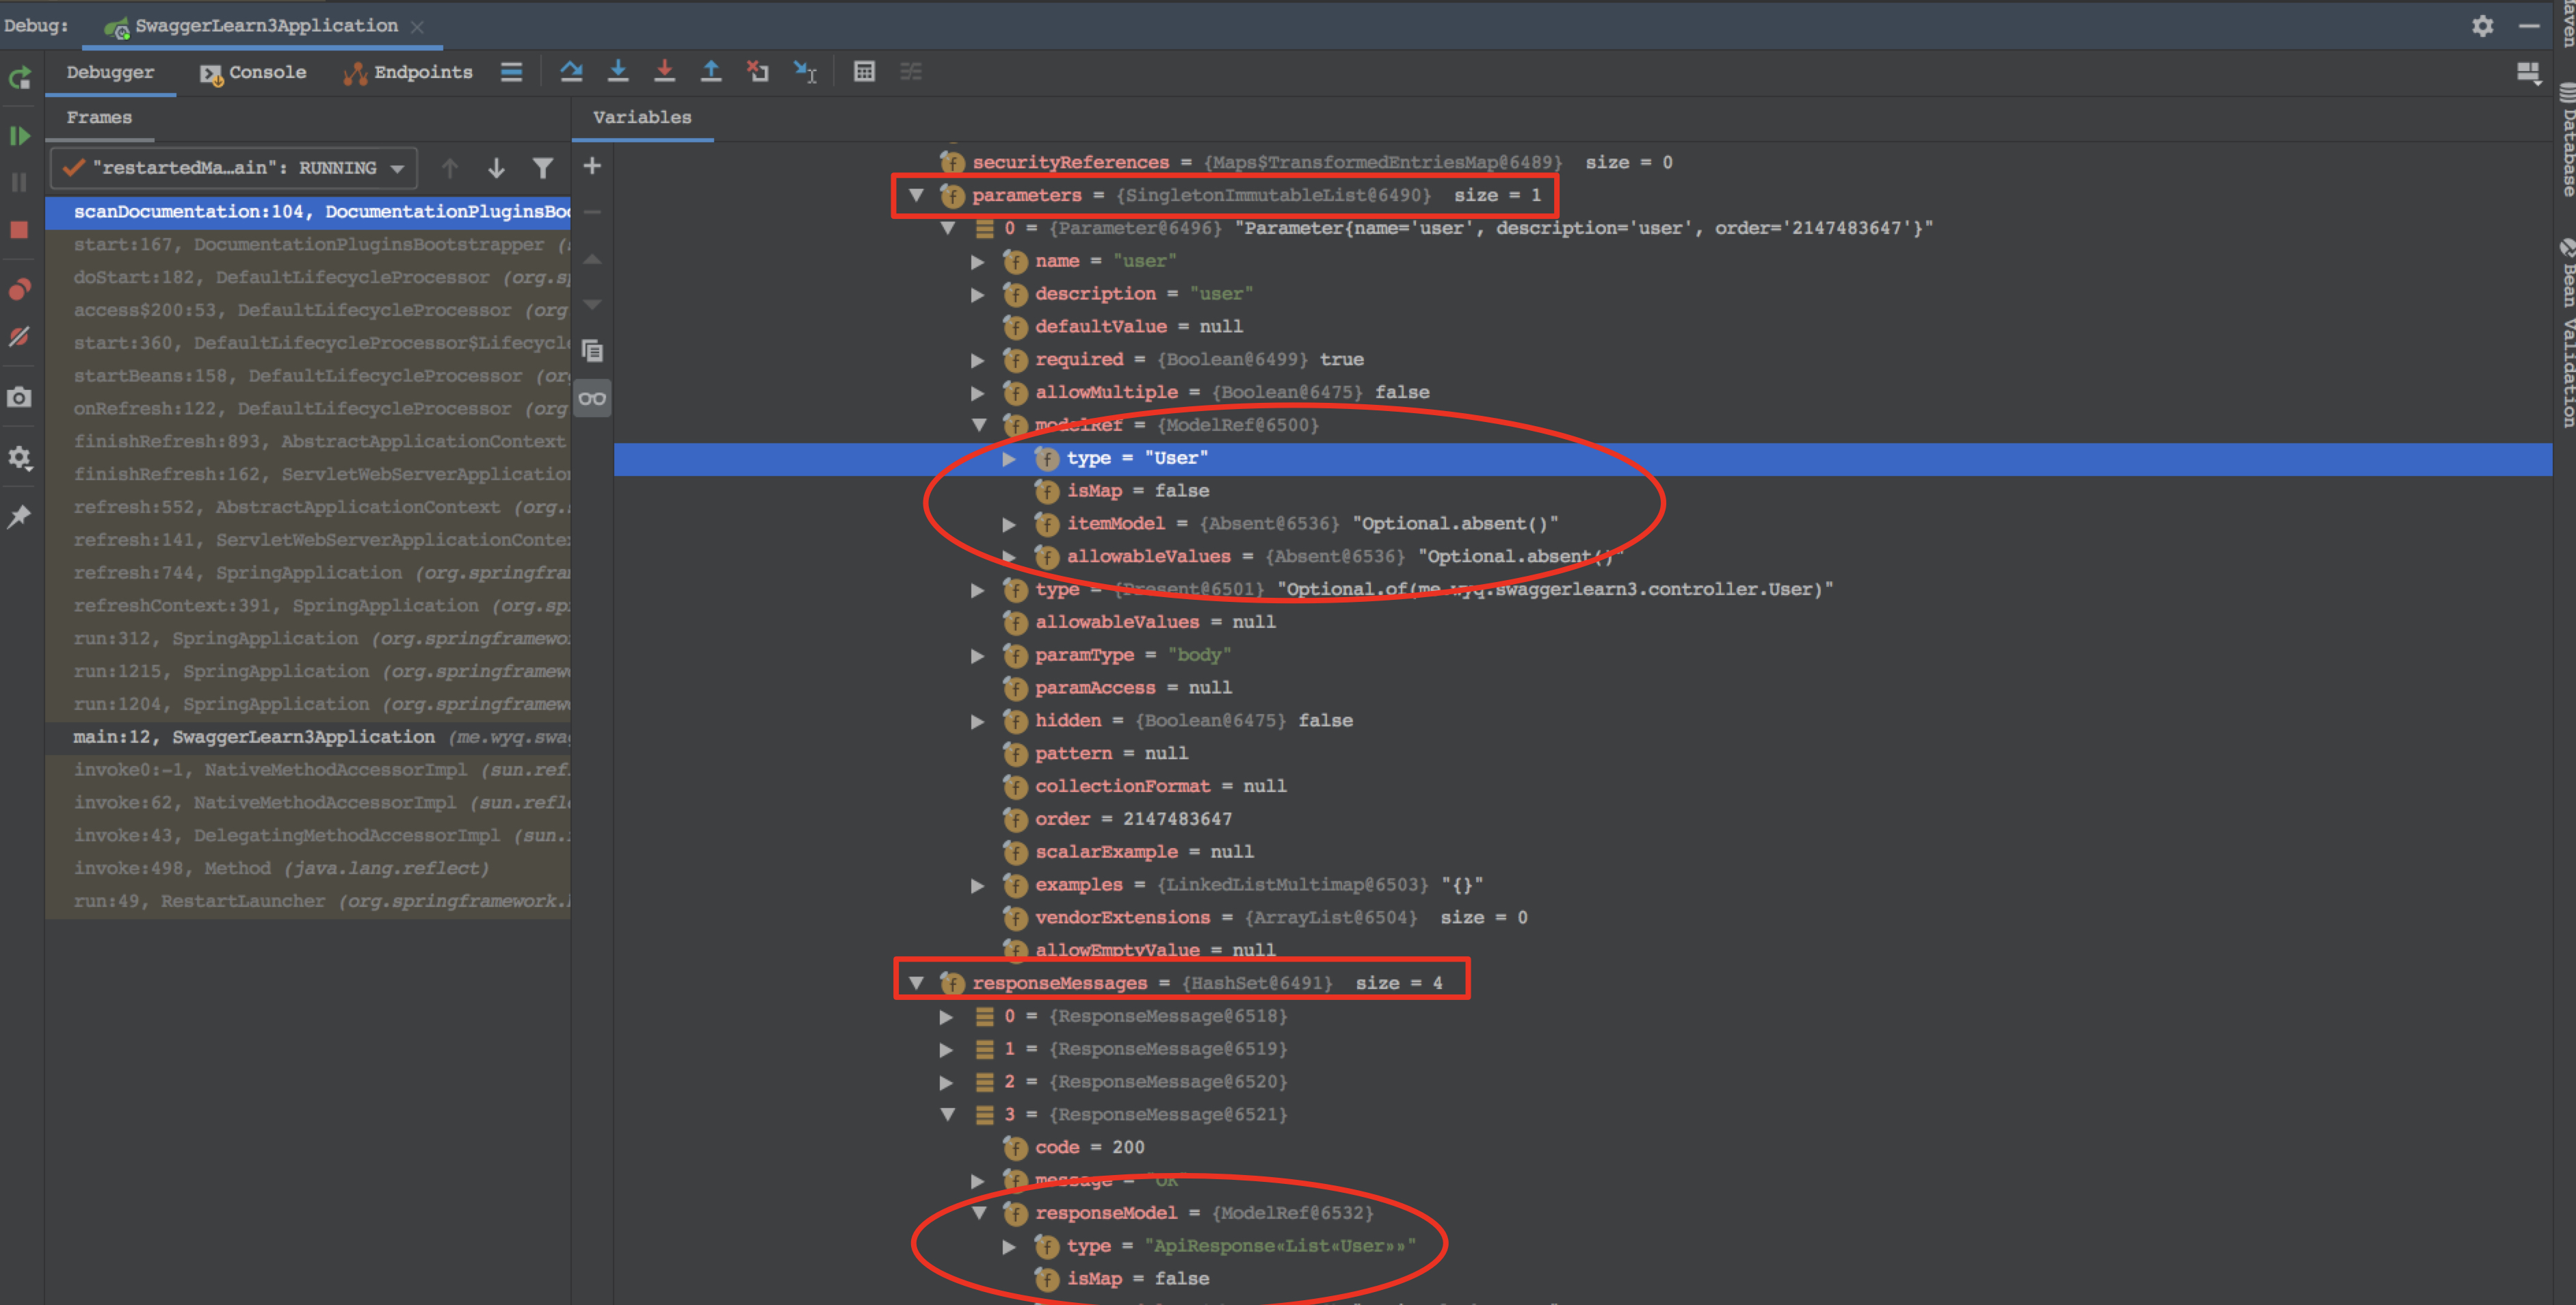 Debug: SwaggerLearn3Application
Debugger Console Endpoints
Frames
"restartedMa…ain": RUNNING
scanDocumentation:104, DocumentationPluginsBoo
start:167, DocumentationPluginsBootstrapper (
doStart:182, DefaultLifecycleProcessor (org.sp
access$200:53, DefaultLifecycleProcessor (org
start:360, DefaultLifecycleProcessor$Lifecycle
startBeans:158, DefaultLifecycleProcessor (or
onRefresh:122, DefaultLifecycleProcessor (org
finishRefresh:893, AbstractApplicationContext
finishRefresh:162, ServletWebServerApplication
refresh:552, AbstractApplicationContext (org.
refresh:141, ServletWebServerApplicationConte
refresh:744, SpringApplication (org.springfra
refreshContext:391, SpringApplication (org.sp
run:312, SpringApplication (org.springframewo
run:1215, SpringApplication (org.springframew
run:1204, SpringApplication (org.springframew
main:12, SwaggerLearn3Application (me.wyq.swa
invoke0:-1, NativeMethodAccessorImpl (sun.ref
invoke:62, NativeMethodAccessorImpl (sun.refl
invoke:43, DelegatingMethodAccessorImpl (sun.
invoke:498, Method (java.lang.reflect)
run:49, RestartLauncher (org.springframework.
Variables
securityReferences = {Maps$TransformedEntriesMap@6489} size = 0
parameters = {SingletonImmutableList@6490} size = 1
0 = {Parameter@6496} "Parameter{name='user', description='user', order='2147483647'}"
name = "user"
description = "user"
defaultValue = null
required = {Boolean@6499} true
allowMultiple = {Boolean@6475} false
modelRef = {ModelRef@6500}
type = "User"
isMap = false
itemModel = {Absent@6536} "Optional.absent()"
allowableValues = {Absent@6536} "Optional.absent()"
type = {Present@6501} "Optional.of(me.wyq.swaggerlearn3.controller.User)"
allowableValues = null
paramType = "body"
paramAccess = null
hidden = {Boolean@6475} false
pattern = null
collectionFormat = null
order = 2147483647
scalarExample = null
examples = {LinkedListMultimap@6503} "{}"
vendorExtensions = {ArrayList@6504} size = 0
allowEmptyValue = null
responseMessages = {HashSet@6491} size = 4
0 = {ResponseMessage@6518}
1 = {ResponseMessage@6519}
2 = {ResponseMessage@6520}
3 = {ResponseMessage@6521}
code = 200
message = "OK"
responseModel = {ModelRef@6532}
type = "ApiResponse«List«User»»"
isMap = false
Maven
Database
Bean Validation